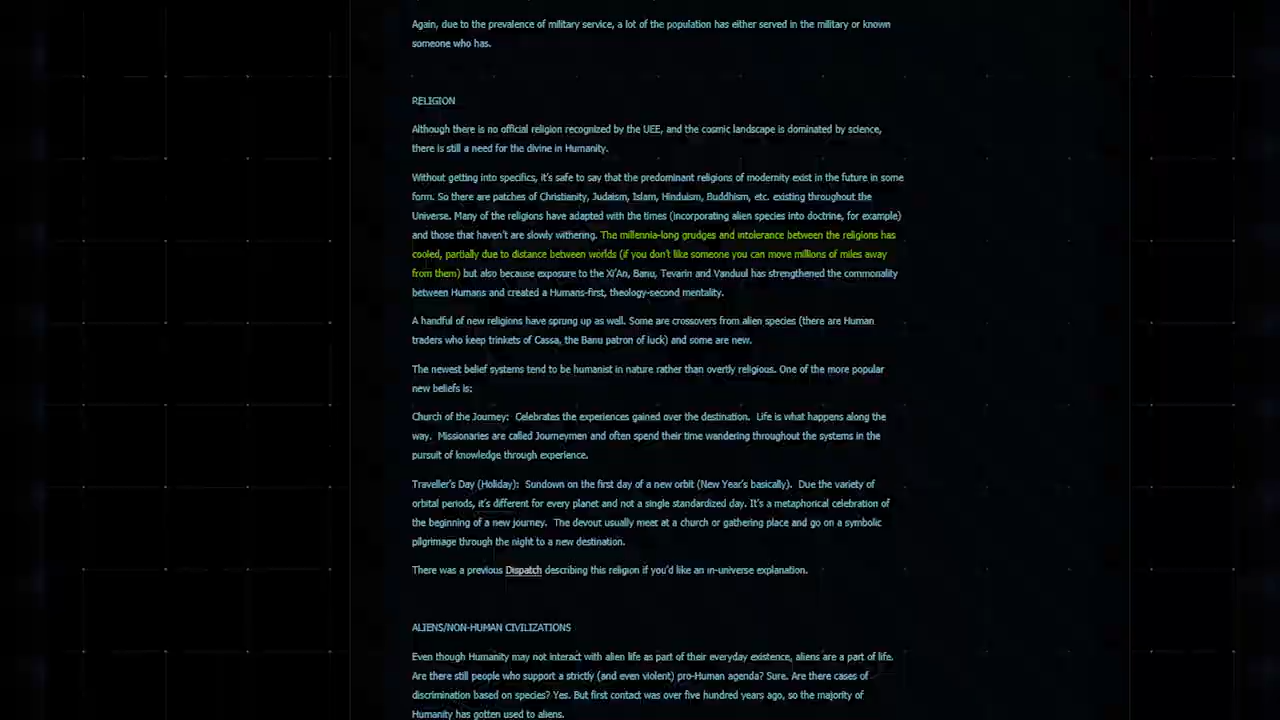 Again, due to the prevalence of military service, a lot of the population has either served in the military or known
someone who has.
RELIGION
Although there is no official religion recognized by the UEE, and the cosmic landscape is dominated by science,
there is still a need for the divine in Humanity.
Without getting into specifics, it's safe to say that the predominant religions of modernity exist in the future in some
form. So there are patches of Christianity, Judaism, Islam, Hinduism, Buddhism, etc. existing throughout the
Universe. Many of the religions have adapted with the times (incorporating alien species into doctrine, for example)
and those that haven't are slowly withering. The millennia-long grudges and intolerance between the religions has
cooled, partially due to distance between worlds (if you don't like someone you can move millions of miles away
from them) but also because exposure to the Xi'An, Banu, Tevarin and Vanduul has strengthened the commonality
between Humans and created a Humans-first, theology-second mentality.
A handful of new religions have sprung up as well. Some are crossovers from alien species (there are Human
traders who keep trinkets of Cassa, the Banu patron of luck) and some are new.
The newest belief systems tend to be humanist in nature rather than overtly religious. One of the more popular
new beliefs is:
Church of the Journey:  Celebrates the experiences gained over the destination.  Life is what happens along the
way.  Missionaries are called Journeymen and often spend their time wandering throughout the systems in the
pursuit of knowledge through experience.
Traveller's Day (Holiday):  Sundown on the first day of a new orbit (New Year's basically).  Due the variety of
orbital periods, it's different for every planet and not a single standardized day. It's a metaphorical celebration of
the beginning of a new journey.  The devout usually meet at a church or gathering place and go on a symbolic
pilgrimage through the night to a new destination.
There was a previous Dispatch describing this religion if you'd like an in-universe explanation.
ALIENS/NON-HUMAN CIVILIZATIONS
Even though Humanity may not interact with alien life as part of their everyday existence, aliens are a part of life.
Are there still people who support a strictly (and even violent) pro-Human agenda? Sure. Are there cases of
discrimination based on species? Yes. But first contact was over five hundred years ago, so the majority of
Humanity has gotten used to aliens.